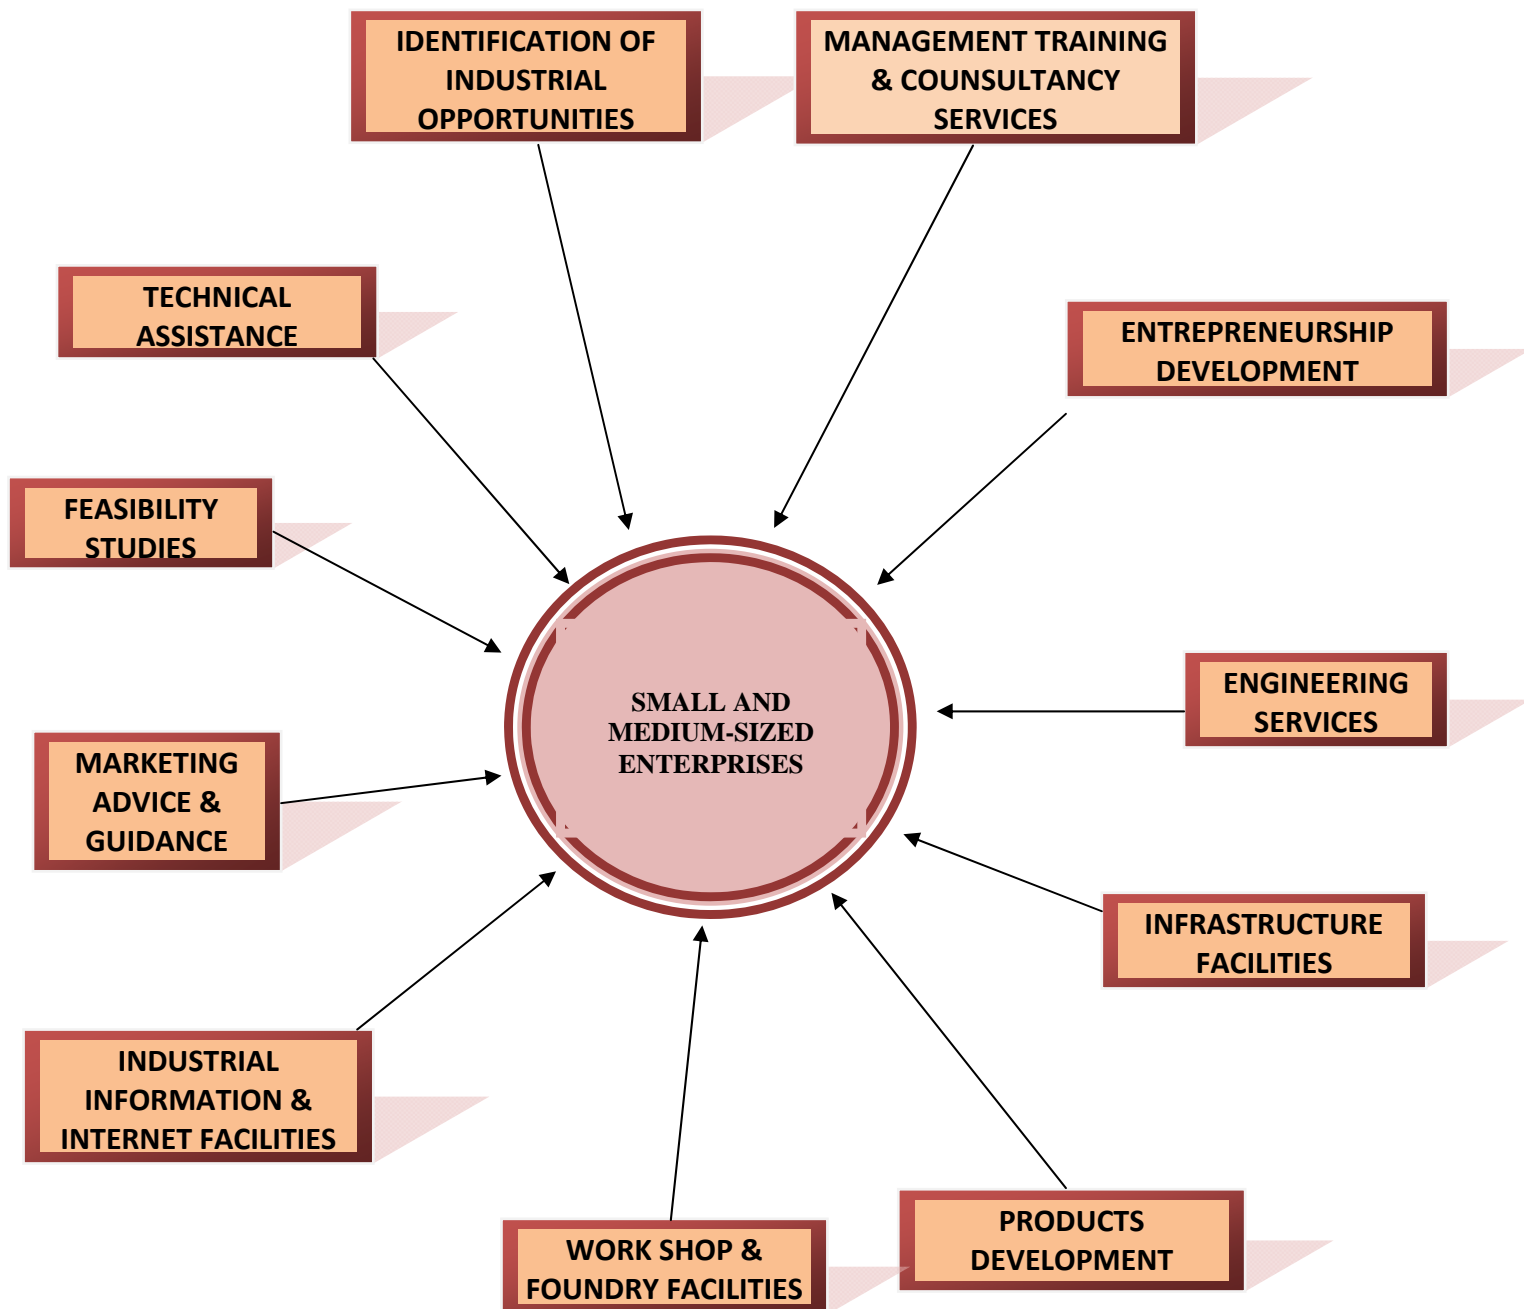 IDENTIFICATION OF
INDUSTRIAL
OPPORTUNITIES
MANAGEMENT TRAINING
& COUNSULTANCY
SERVICES
TECHNICAL
ASSISTANCE
ENTREPRENEURSHIP
DEVELOPMENT
FEASIBILITY
STUDIES
SMALL AND
MEDIUM-SIZED
ENTERPRISES
ENGINEERING
SERVICES
MARKETING
ADVICE &
GUIDANCE
INFRASTRUCTURE
FACILITIES
INDUSTRIAL
INFORMATION &
INTERNET FACILITIES
PRODUCTS
DEVELOPMENT
WORK SHOP &
FOUNDRY FACILITIES